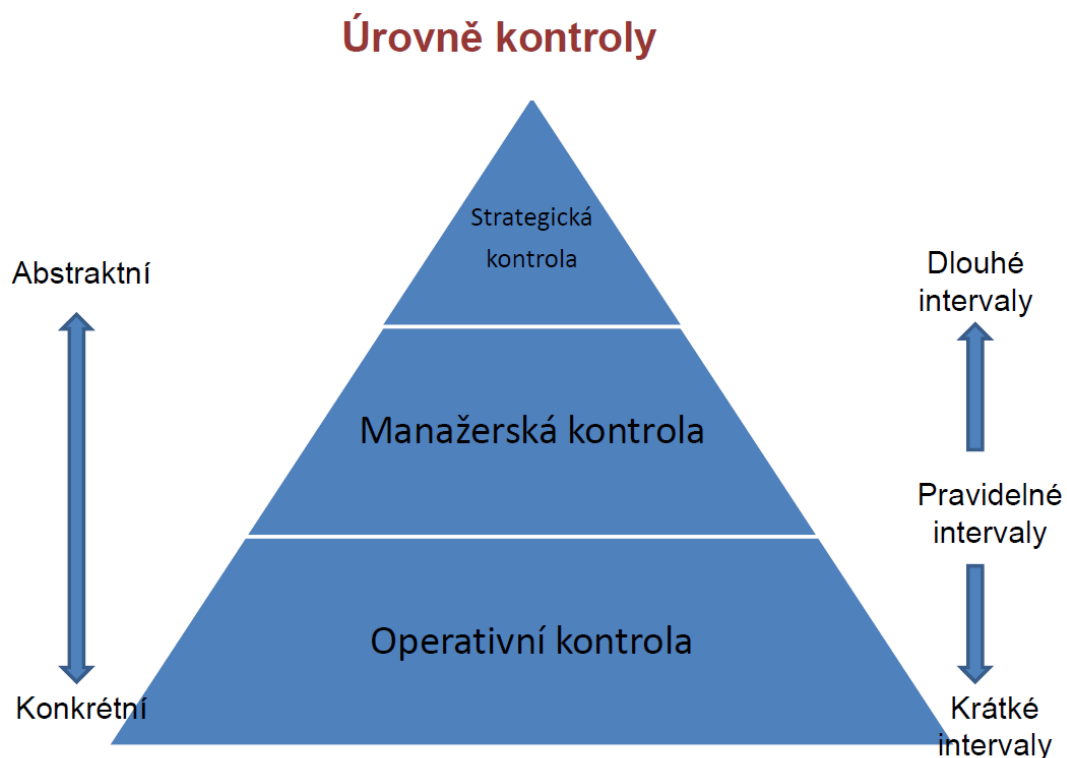 Úrovně kontroly
Strategická
kontrola
Abstraktní
Dlouhé
intervaly
Manažerská kontrola
Pravidelné
intervaly
Operativní kontrola
Konkrétní
Krátké
intervaly